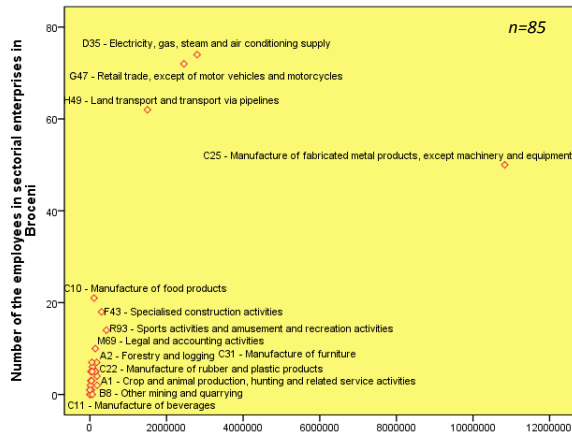 n=85
80
D35 - Electricity, gas, steam and air conditioning supply
G47 - Retail trade, except of motor vehicles and motorcycles
H49 - Land transport and transport via pipelines
60
C25 - Manufacture of fabricated metal products, except machinery and equipment
Number of the employees in sectorial enterprises in
Broceni
40
C10 - Manufacture of food products
20
F43 - Specialised construction activities
R93 - Sports activities and amusement and recreation activities
M69 - Legal and accounting activities
A2 - Forestry and logging
C31 - Manufacture of furniture
C22 - Manufacture of rubber and plastic products
A1 - Crop and animal production, hunting and related service activities
0
B8 - Other mining and quarrying
C11 - Manufacture of beverages
0 2000000 4000000 6000000 8000000 10000000 12000000